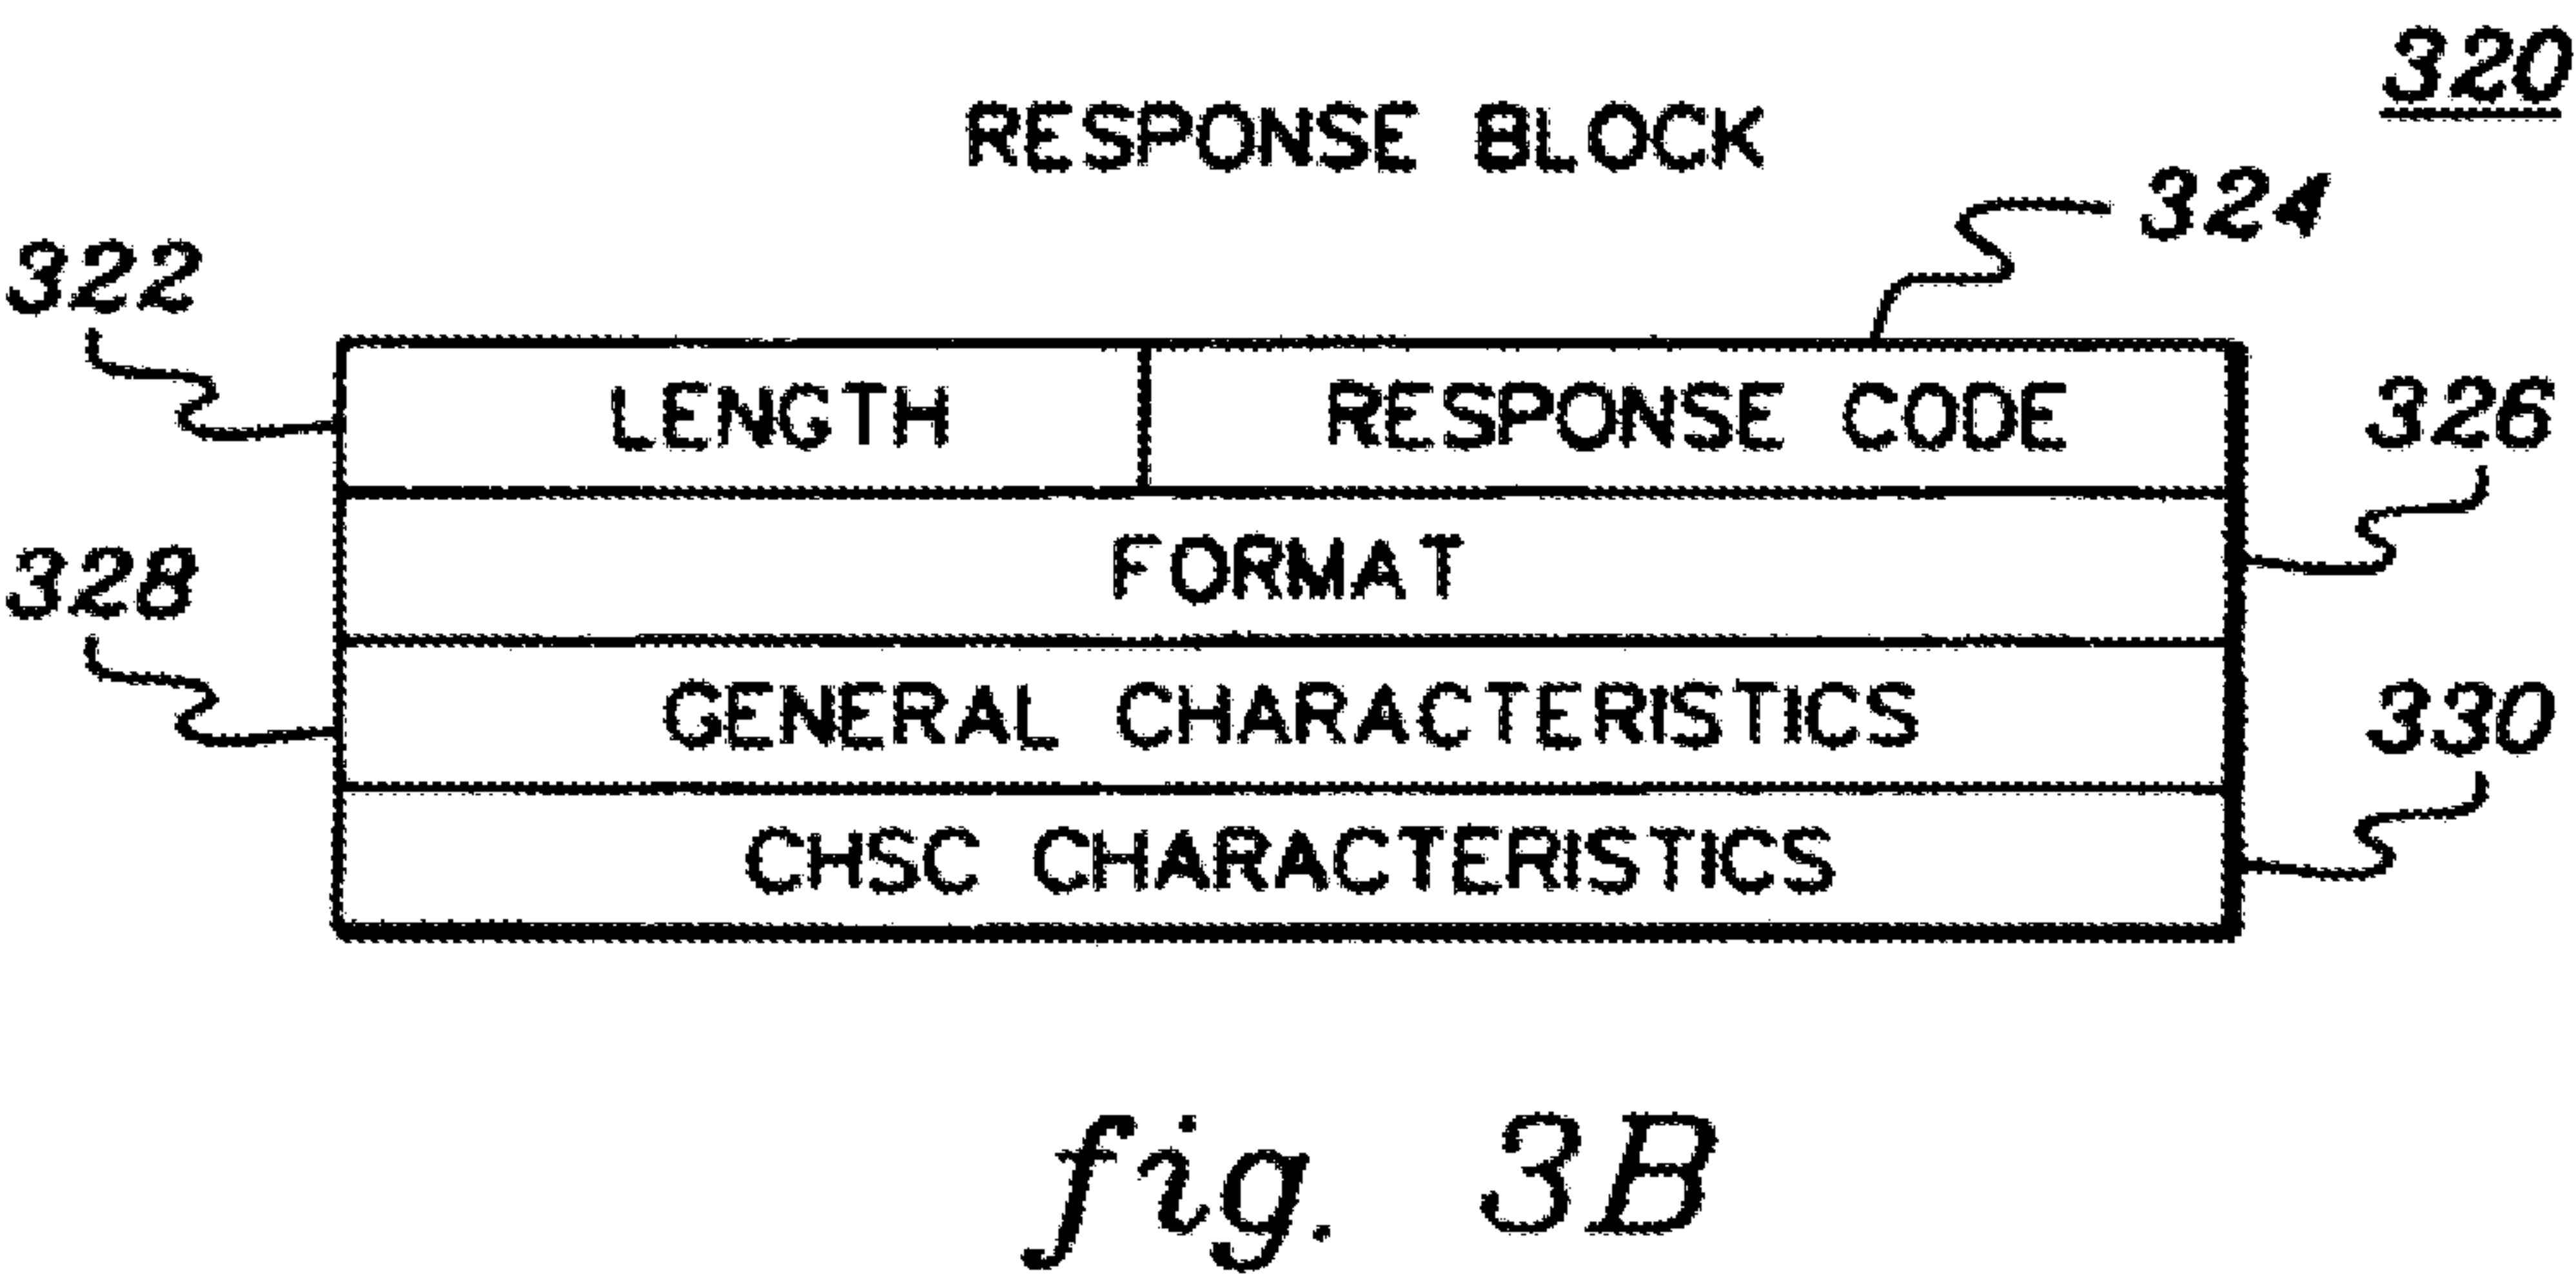 320
RESPONSE BLOCK
324
322
LENGTH RESPONSE CODE
326
FORMAT
328
GENERAL CHARACTERISTICS
330
CHSC CHARACTERISTICS
fig. 3B